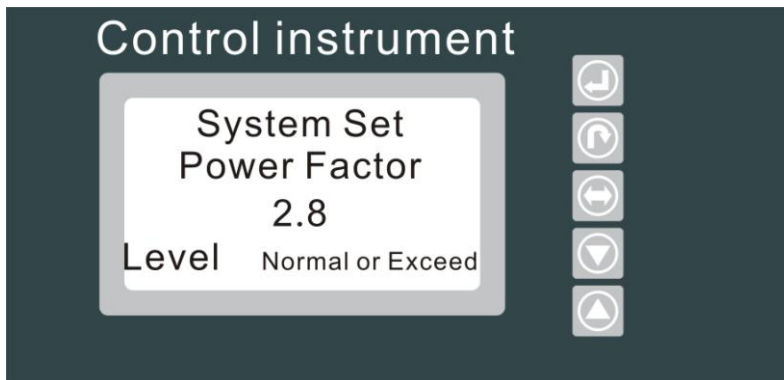 Control instrument
System Set
Power Factor
2.8
Level Normal or Exceed